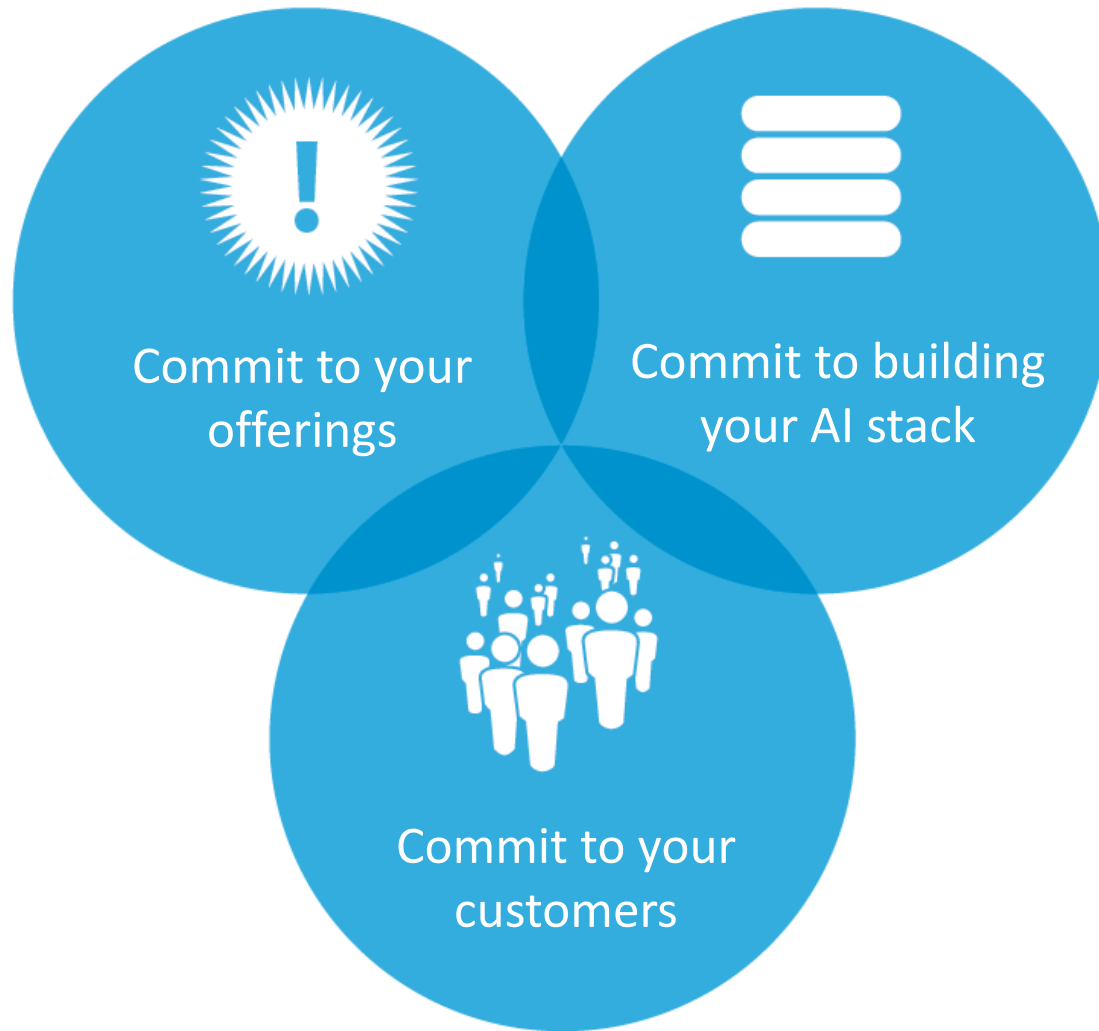 Commit to your
offerings
Commit to building
your AI stack
Commit to your
customers